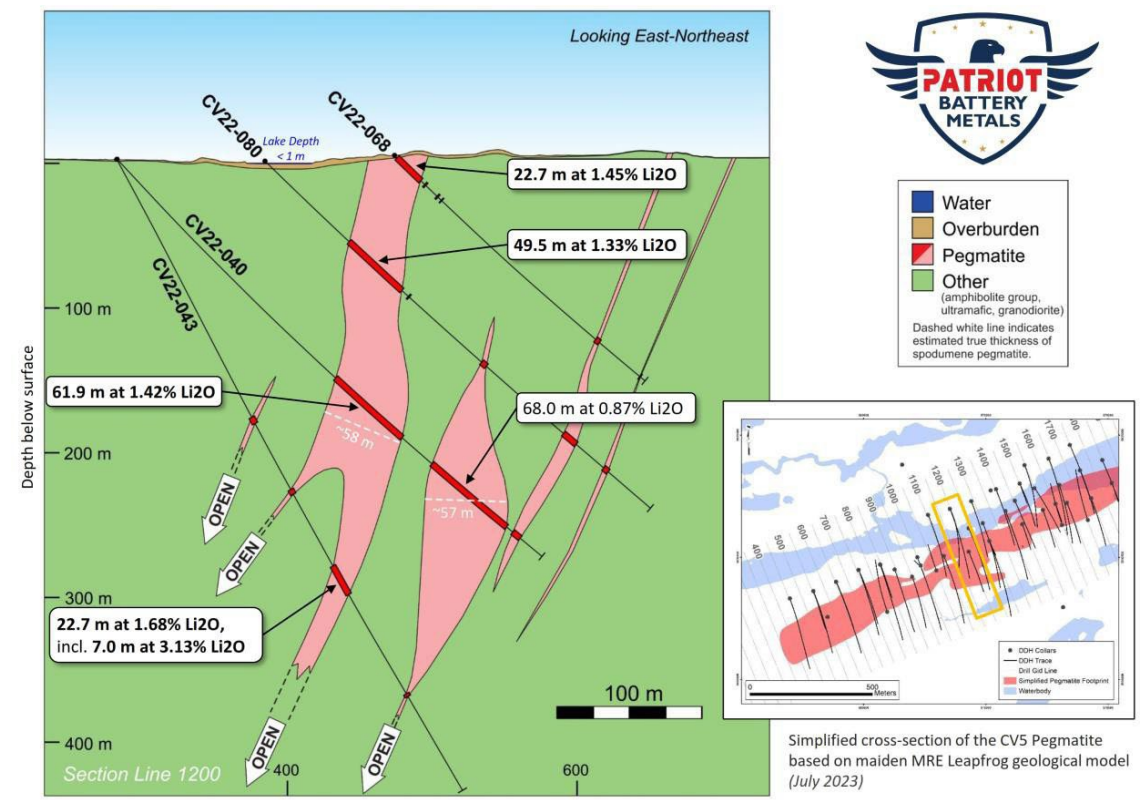 Looking East-Northeast
PATRIOT
BATTERY
METALS
CV22-080
Lake Depth
< 1 m
CV22-068
22.7 m at 1.45% Li2O
49.5 m at 1.33% Li2O
CV22-040
CV22-043
Water
Overburden
Pegmatite
Other
(amphibolite group,
ultramafic, granodiorite)
Dashed white line indicates
estimated true thickness of
spodumene pegmatite.
Depth below surface
100 m
200 m
300 m
400 m
61.9 m at 1.42% Li2O
68.0 m at 0.87% Li2O
~58 m
~57 m
OPEN
OPEN
22.7 m at 1.68% Li2O,
incl. 7.0 m at 3.13% Li2O
100 m
OPEN
OPEN
Section Line 1200
400
600
400
500
600
700
800
900
1000
1100
1200
1300
1400
1500
1600
1700
DDH Collars
DDH Trace
Drill Gid Line
Simplified Pegmatite Footprint
Waterbody
0
500
Meters
Simplified cross-section of the CV5 Pegmatite
based on maiden MRE Leapfrog geological model
(July 2023)